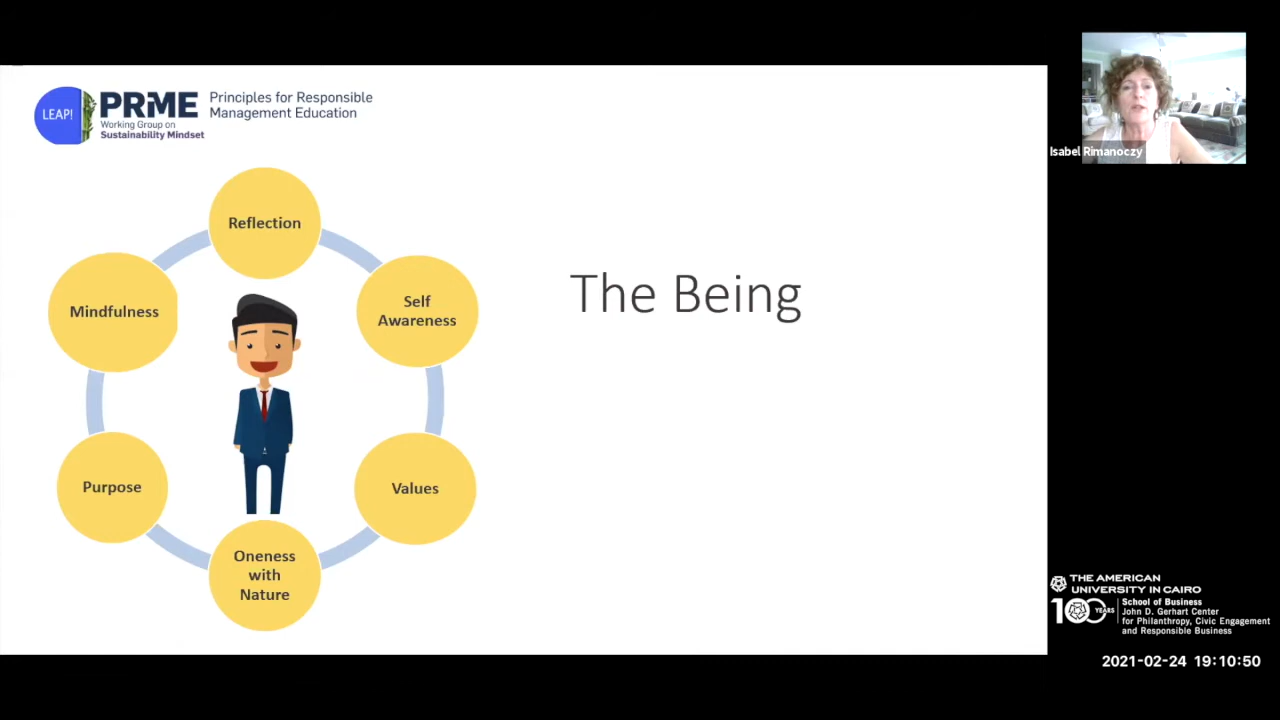 LEAP!
PRME
Working Group on
Sustainability Mindset
Principles for Responsible
Management Education
Reflection
Mindfulness
Self
Awareness
The Being
Purpose
Values
Oneness
with
Nature
Isabel Rimanoczy
THE AMERICAN
UNIVERSITY IN CAIRO
100 YEARS
School of Business
John D. Gerhart Center
for Philanthropy, Civic Engagement
and Responsible Business
2021-02-24 19:10:50